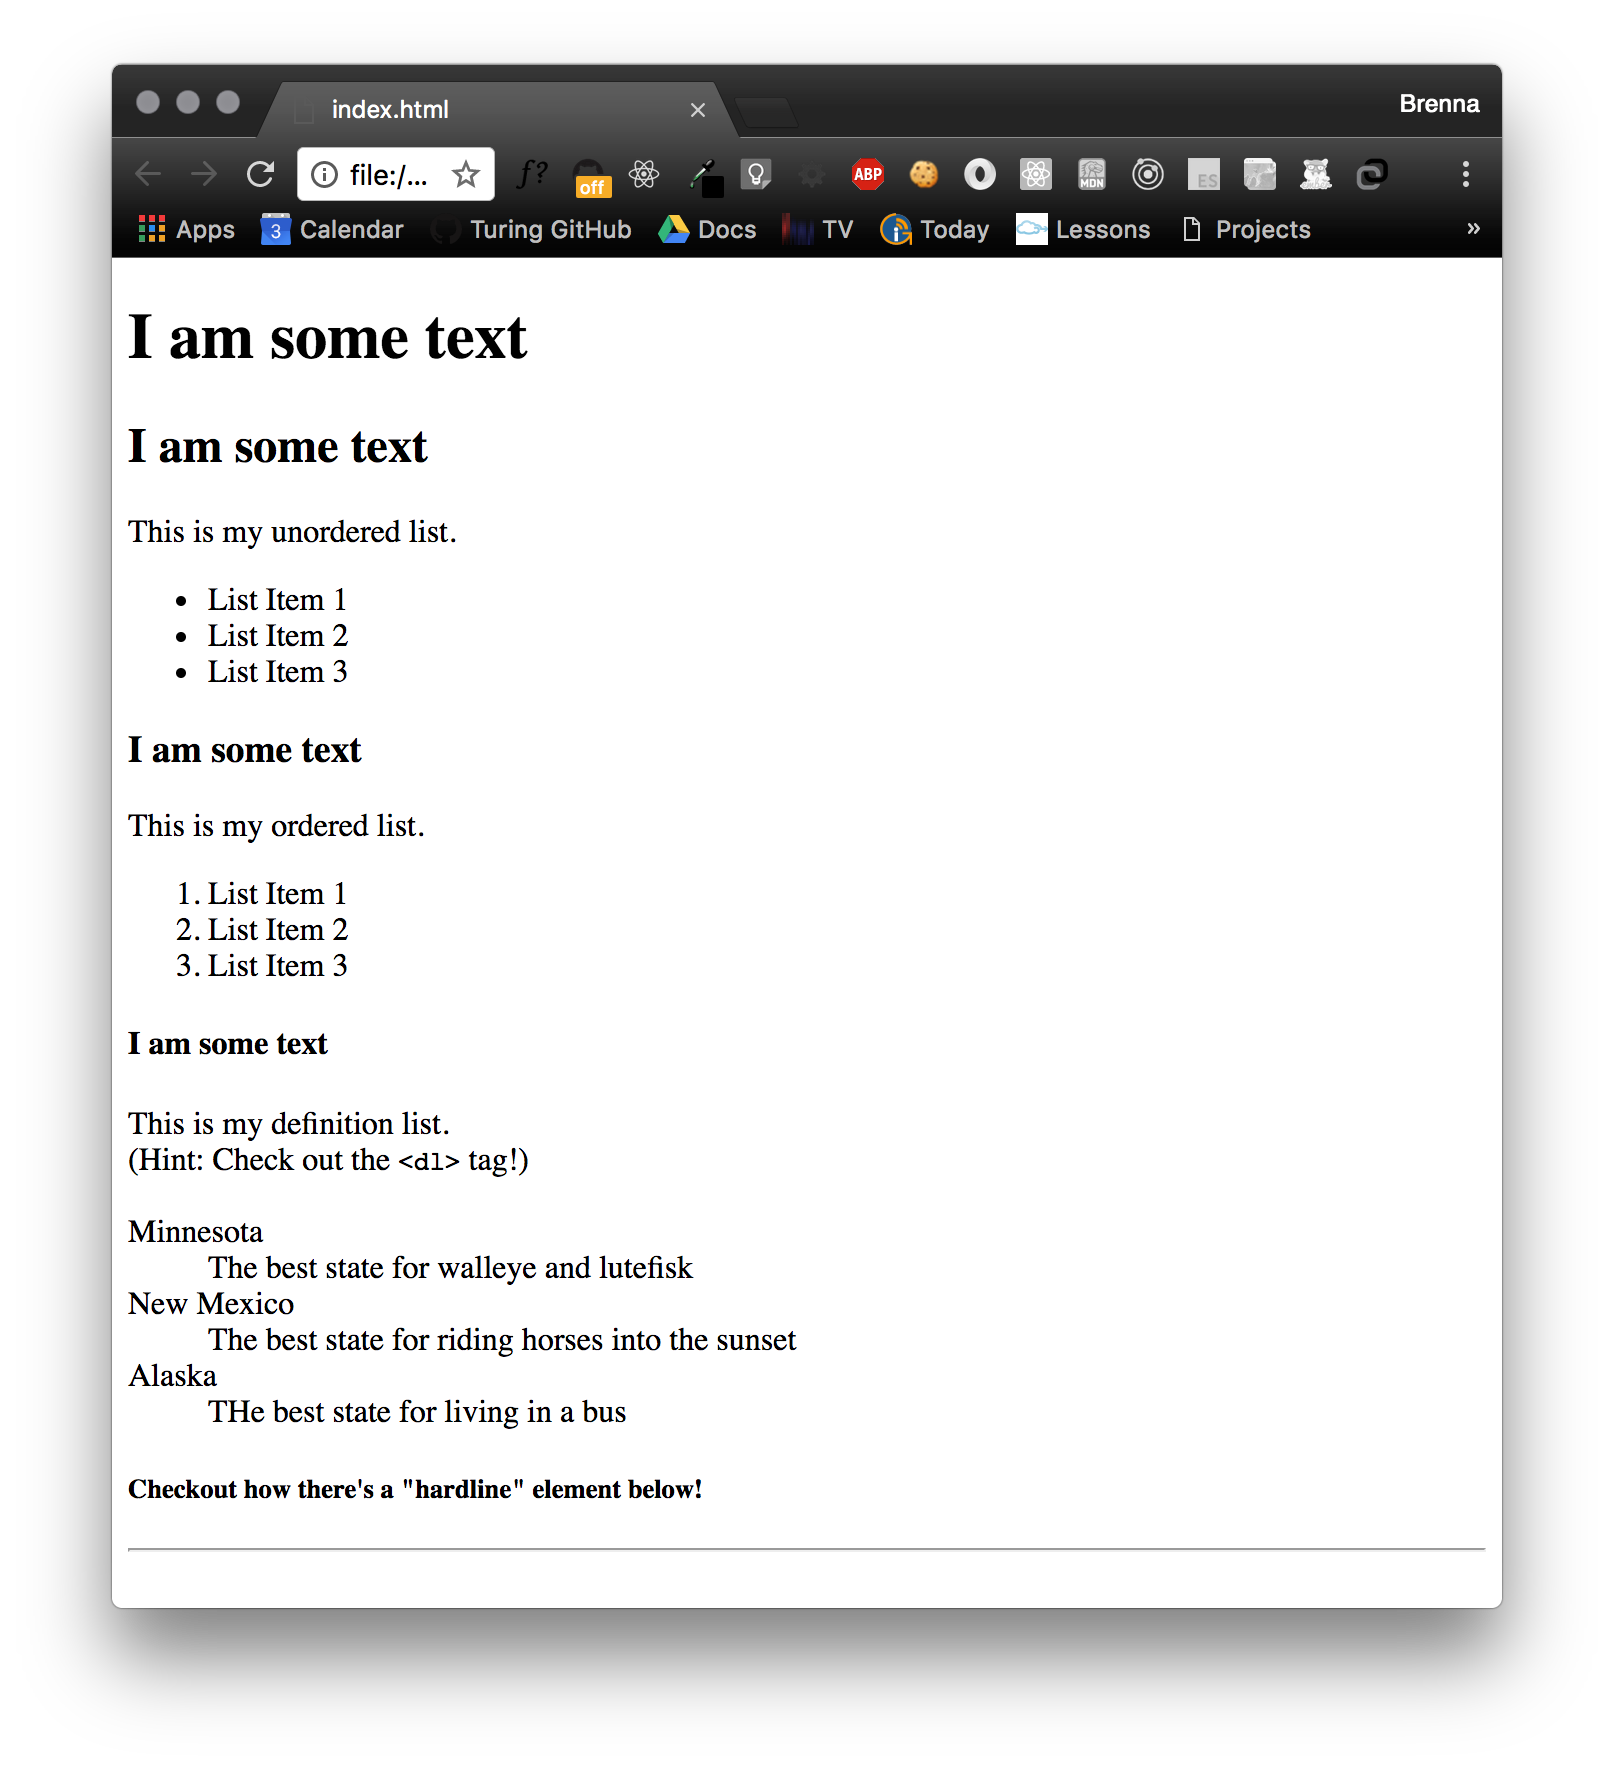 index.html
Brenna
file:/...
f?
off
ABP
MDN
ES
Apps
3
Calendar
Turing GitHub
Docs
TV
Today
Lessons
Projects
»
I am some text
I am some text
This is my unordered list.
• List Item 1
• List Item 2
• List Item 3
I am some text
This is my ordered list.
1. List Item 1
2. List Item 2
3. List Item 3
I am some text
This is my definition list.
(Hint: Check out the <dl> tag!)
Minnesota
The best state for walleye and lutefisk
New Mexico
The best state for riding horses into the sunset
Alaska
THe best state for living in a bus
Checkout how there's a "hardline" element below!